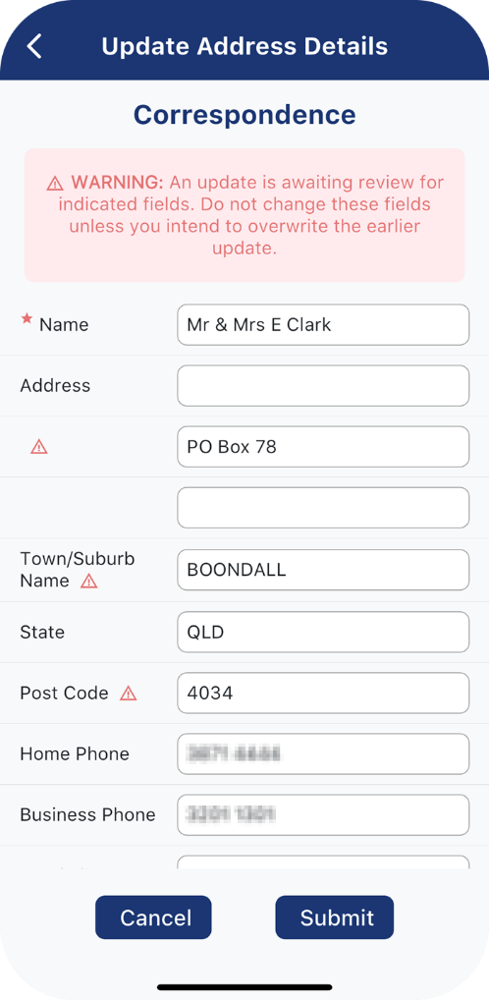 Update Address Details
Correspondence
WARNING: An update is awaiting review for
indicated fields. Do not change these fields
unless you intend to overwrite the earlier
update.
* Name
Mr & Mrs E Clark
Address
PO Box 78
Town/Suburb
Name
BOONDALL
State
QLD
Post Code
4034
Home Phone
Business Phone
Cancel
Submit